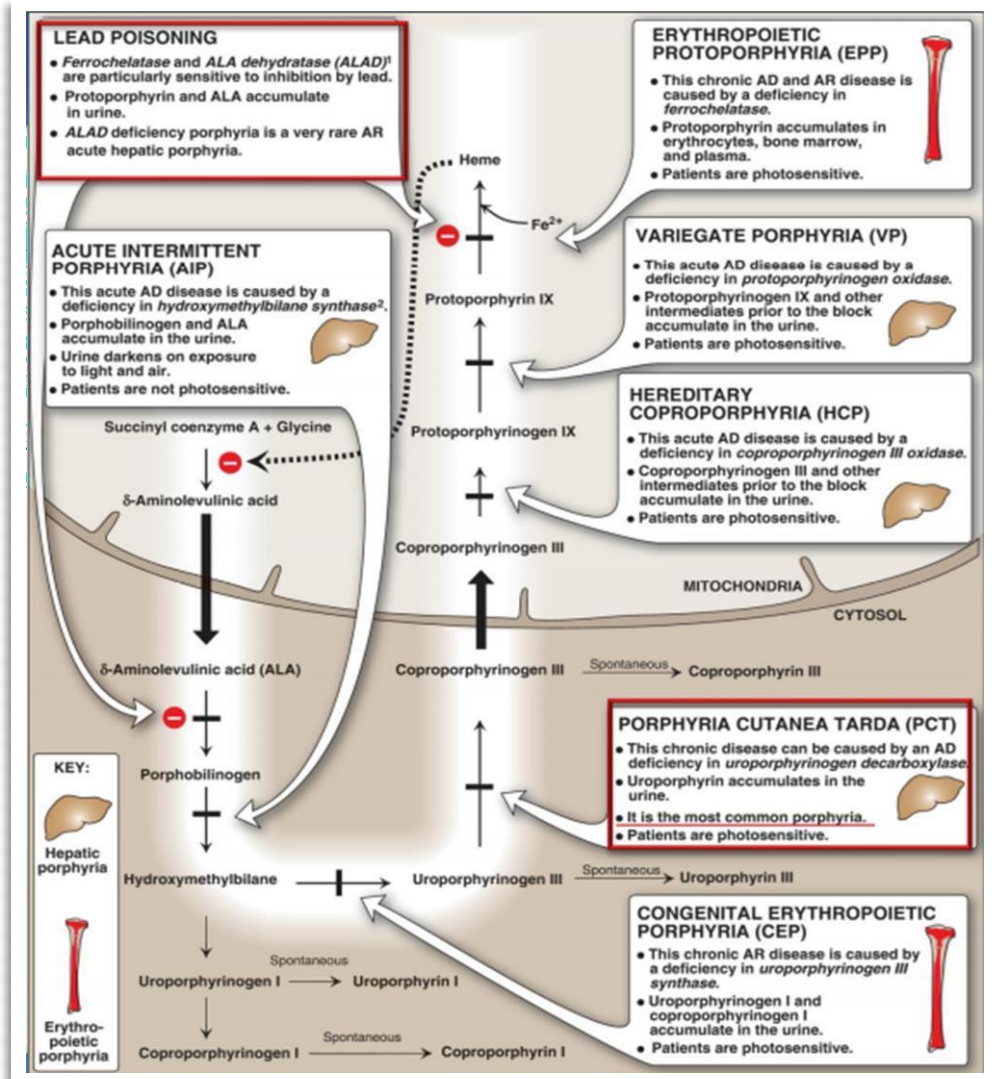 LEAD POISONING
• Ferrochelatase and ALA dehydratase (ALAD)¹
are particularly sensitive to inhibition by lead.
• Protoporphyrin and ALA accumulate
in urine.
• ALAD deficiency porphyria is a very rare AR
acute hepatic porphyria.
ERYTHROPOIETIC
PROTOPORPHYRIA (EPP)
• This chronic AD and AR disease is
caused by a deficiency in
ferrochelatase.
• Protoporphyrin accumulates in
erythrocytes, bone marrow,
and plasma.
• Patients are photosensitive.
Heme
Fe²⁺
ACUTE INTERMITTENT
PORPHYRIA (AIP)
• This acute AD disease is caused by a
deficiency in hydroxymethylbilane synthase².
• Porphobilinogen and ALA
accumulate in the urine.
• Urine darkens on exposure
to light and air.
• Patients are not photosensitive.
VARIEGATE PORPHYRIA (VP)
• This acute AD disease is caused by a
deficiency in protoporphyrinogen oxidase.
• Protoporphyrinogen IX and other
intermediates prior to the block
accumulate in the urine.
• Patients are photosensitive.
Protoporphyrin IX
HEREDITARY
COPROPORPHYRIA (HCP)
• This acute AD disease is caused by a
deficiency in coproporphyrinogen III oxidase.
• Coproporphyrinogen III and other
intermediates prior to the block
accumulate in the urine.
• Patients are photosensitive.
Succinyl coenzyme A + Glycine
Protoporphyrinogen IX
δ-Aminolevulinic acid
Coproporphyrinogen III
MITOCHONDRIA
CYTOSOL
δ-Aminolevulinic acid (ALA)
Coproporphyrinogen III
Spontaneous
Coproporphyrin III
PORPHYRIA CUTANEA TARDA (PCT)
• This chronic disease can be caused by an AD
deficiency in uroporphyrinogen decarboxylase.
• Uroporphyrin accumulates in the
urine.
• It is the most common porphyria.
• Patients are photosensitive.
KEY:
Hepatic
porphyria
Erythro-
poietic
porphyria
Porphobilinogen
Hydroxymethylbilane
Uroporphyrinogen III
Spontaneous
Uroporphyrin III
CONGENITAL ERYTHROPOIETIC
PORPHYRIA (CEP)
• This chronic AR disease is caused by
a deficiency in uroporphyrinogen III
synthase.
• Uroporphyrinogen I and
coproporphyrinogen I
accumulate in the urine.
• Patients are photosensitive.
Uroporphyrinogen I
Spontaneous
Uroporphyrin I
Coproporphyrinogen I
Spontaneous
Coproporphyrin I